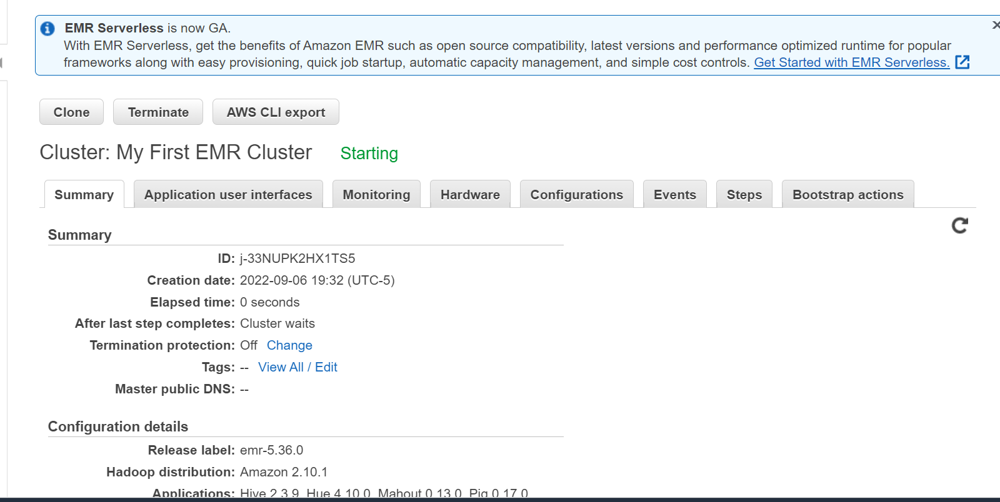 EMR Serverless is now GA.
With EMR Serverless, get the benefits of Amazon EMR such as open source compatibility, latest versions and performance optimized runtime for popular
frameworks along with easy provisioning, quick job startup, automatic capacity management, and simple cost controls. Get Started with EMR Serverless.
Clone Terminate AWS CLI export
Cluster: My First EMR Cluster Starting
Summary Application user interfaces Monitoring Hardware Configurations Events Steps Bootstrap actions
Summary
ID: j-33NUPK2HX1TS5
Creation date: 2022-09-06 19:32 (UTC-5)
Elapsed time: 0 seconds
After last step completes: Cluster waits
Termination protection: Off Change
Tags: -- View All / Edit
Master public DNS: --
Configuration details
Release label: emr-5.36.0
Hadoop distribution: Amazon 2.10.1
Applications: Hive 2.3.9, Hue 4.10.0, Mahout 0.13.0, Pig 0.17.0